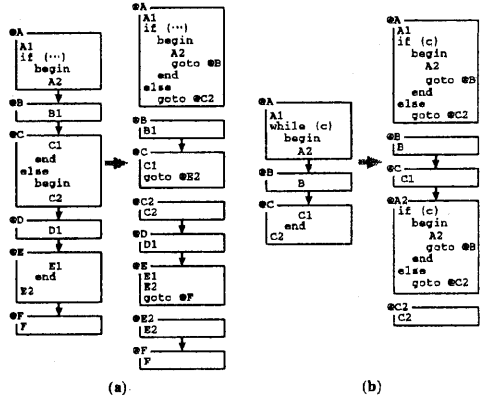 @A
A1
if (···)
begin
A2
@B
B1
@C
C1
end
else
begin
C2
@D
D1
@E
E1
end
E2
@F
F
@A
A1
if (···)
begin
A2
goto @B
end
else
goto @C2
@B
B1
@C
C1
goto @E2
@C2
C2
@D
D1
@E
E1
E2
goto @F
@E2
E2
@F
F
(a)
@A
A1
while (c)
begin
A2
@B
B
@C
C1
end
C2
@A
A1
if (c)
begin
A2
goto @B
end
else
goto @C2
@B
B
@C
C1
@A2
if (c)
begin
A2
goto @B
end
else
goto @C2
@C2
C2
(b)